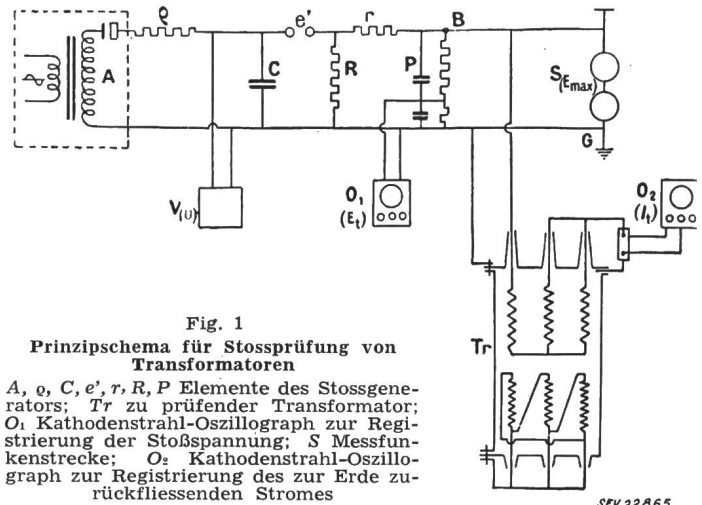 ϱ
e'
r
B
A
C
R
P
S(Emax)
G
V(U)
O₁
(Et)
O₂
(It)
Tr
Fig. 1
Prinzipschema für Stossprüfung von
Transformatoren
A, ϱ, C, e', r, R, P Elemente des Stossgene-
rators; Tr zu prüfender Transformator;
O₁ Kathodenstrahl-Oszillograph zur Regi-
strierung der Stoßspannung; S Messfun-
kenstrecke; O₂ Kathodenstrahl-Oszillo-
graph zur Registrierung des zur Erde zu-
rückfliessenden Stromes
SEV 22865